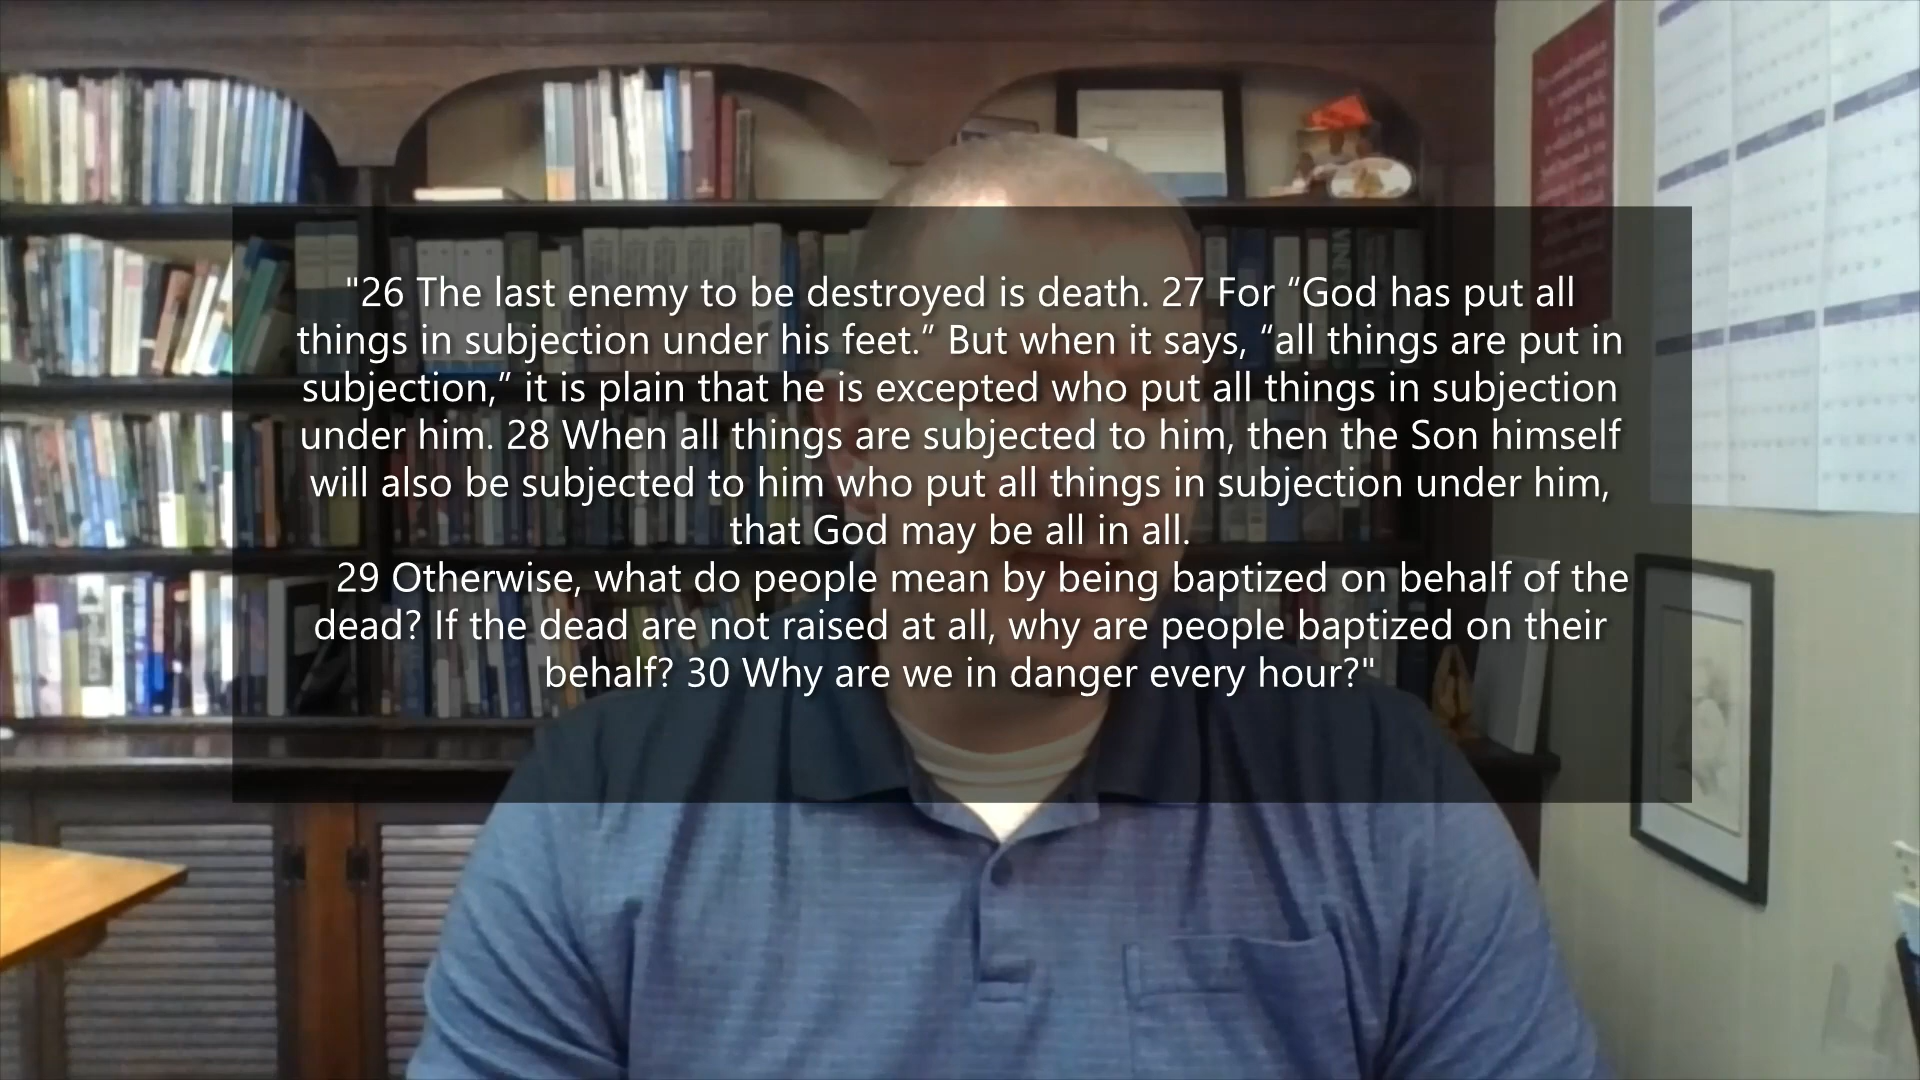 "26 The last enemy to be destroyed is death. 27 For “God has put all
things in subjection under his feet.” But when it says, “all things are put in
subjection,” it is plain that he is excepted who put all things in subjection
under him. 28 When all things are subjected to him, then the Son himself
will also be subjected to him who put all things in subjection under him,
that God may be all in all.
29 Otherwise, what do people mean by being baptized on behalf of the
dead? If the dead are not raised at all, why are people baptized on their
behalf? 30 Why are we in danger every hour?"